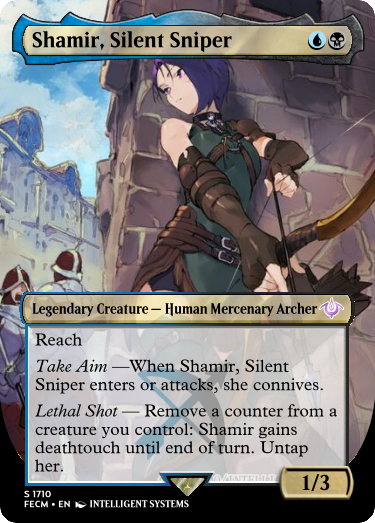 Shamir, Silent Sniper
Legendary Creature — Human Mercenary Archer
Reach
Take Aim —When Shamir, Silent
Sniper enters or attacks, she connives.
Lethal Shot — Remove a counter from a
creature you control: Shamir gains
deathtouch until end of turn. Untap
her.
1/3
S 1710
FECM • EN INTELLIGENT SYSTEMS